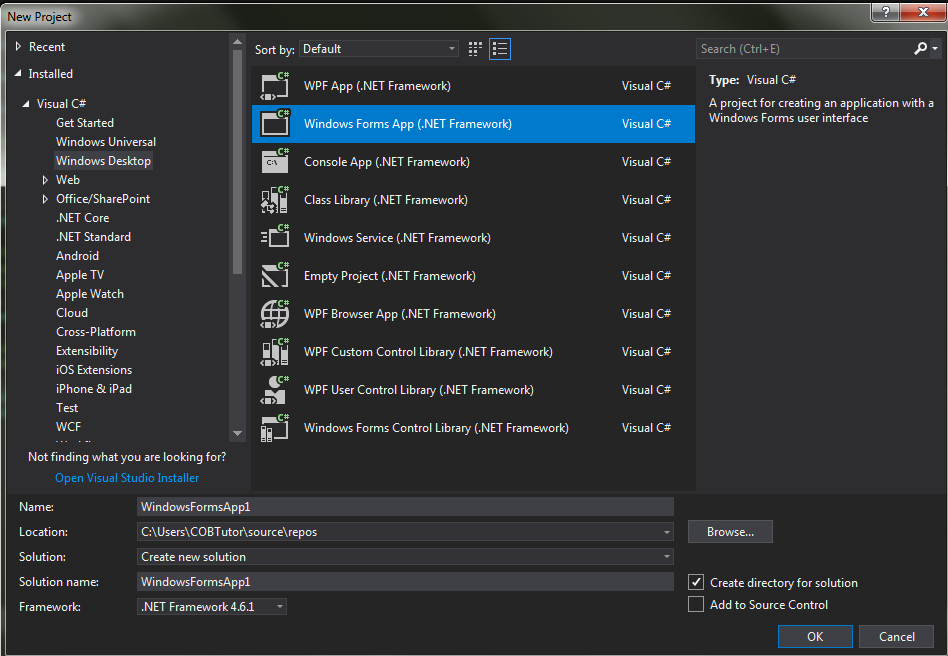 New Project
Recent
Installed
Visual C#
Get Started
Windows Universal
Windows Desktop
Web
Office/SharePoint
.NET Core
.NET Standard
Android
Apple TV
Apple Watch
Cloud
Cross-Platform
Extensibility
iOS Extensions
iPhone & iPad
Test
WCF
Not finding what you are looking for?
Open Visual Studio Installer
Sort by: Default
WPF App (.NET Framework) Visual C#
Windows Forms App (.NET Framework) Visual C#
Console App (.NET Framework) Visual C#
Class Library (.NET Framework) Visual C#
Windows Service (.NET Framework) Visual C#
Empty Project (.NET Framework) Visual C#
WPF Browser App (.NET Framework) Visual C#
WPF Custom Control Library (.NET Framework) Visual C#
WPF User Control Library (.NET Framework) Visual C#
Windows Forms Control Library (.NET Framework) Visual C#
Search (Ctrl+E)
Type: Visual C#
A project for creating an application with a
Windows Forms user interface
Name: WindowsFormsApp1
Location: C:\Users\COBTutor\source\repos Browse...
Solution: Create new solution
Solution name: WindowsFormsApp1 Create directory for solution
Framework: .NET Framework 4.6.1 Add to Source Control
OK Cancel